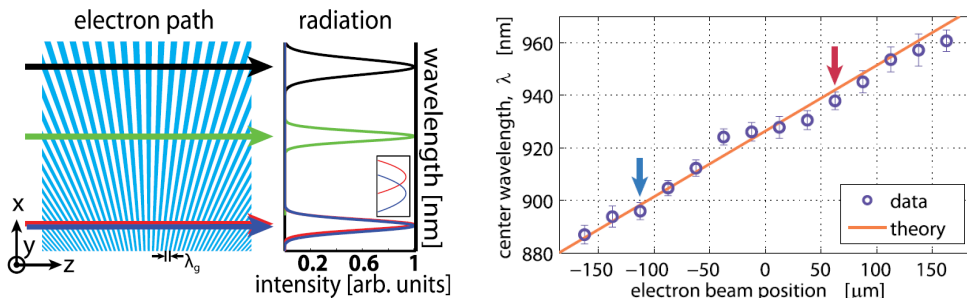 electron path
radiation
x
y
z
λg
wavelength [nm]
0.2
0.6
1
intensity [arb. units]
center wavelength, λ [nm]
960
940
920
900
880
-150
-100
-50
0
50
100
150
electron beam position [μm]
data
theory